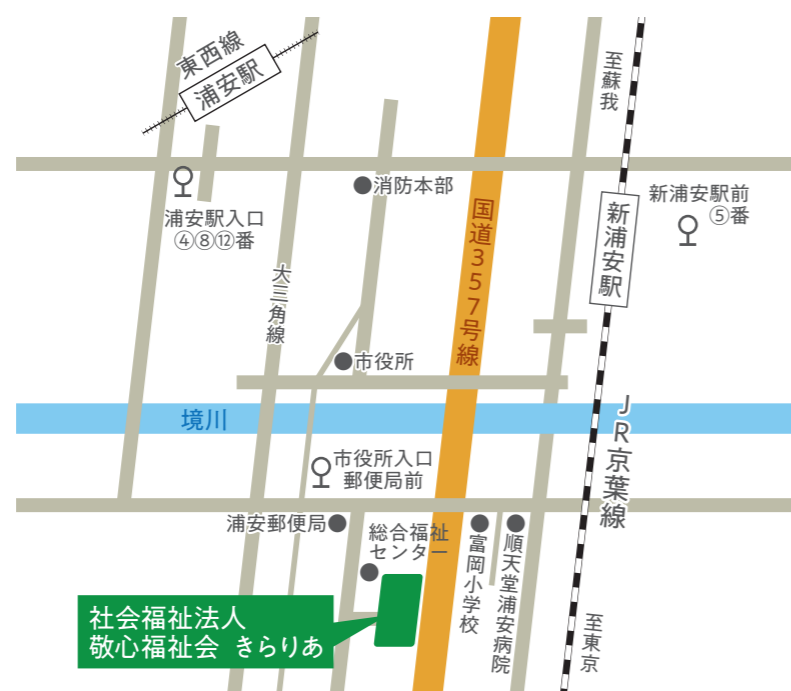 東西線
浦安駅
至蘇我
消防本部
新浦安駅前
⑤番
浦安駅入口
④⑧⑫番
国道357号線
新浦安駅
大三角線
市役所
境川
JR京葉線
市役所入口
郵便局前
浦安郵便局
総合福祉
センター
富岡小学校
順天堂浦安病院
社会福祉法人
敬心福祉会 きらりあ
至東京